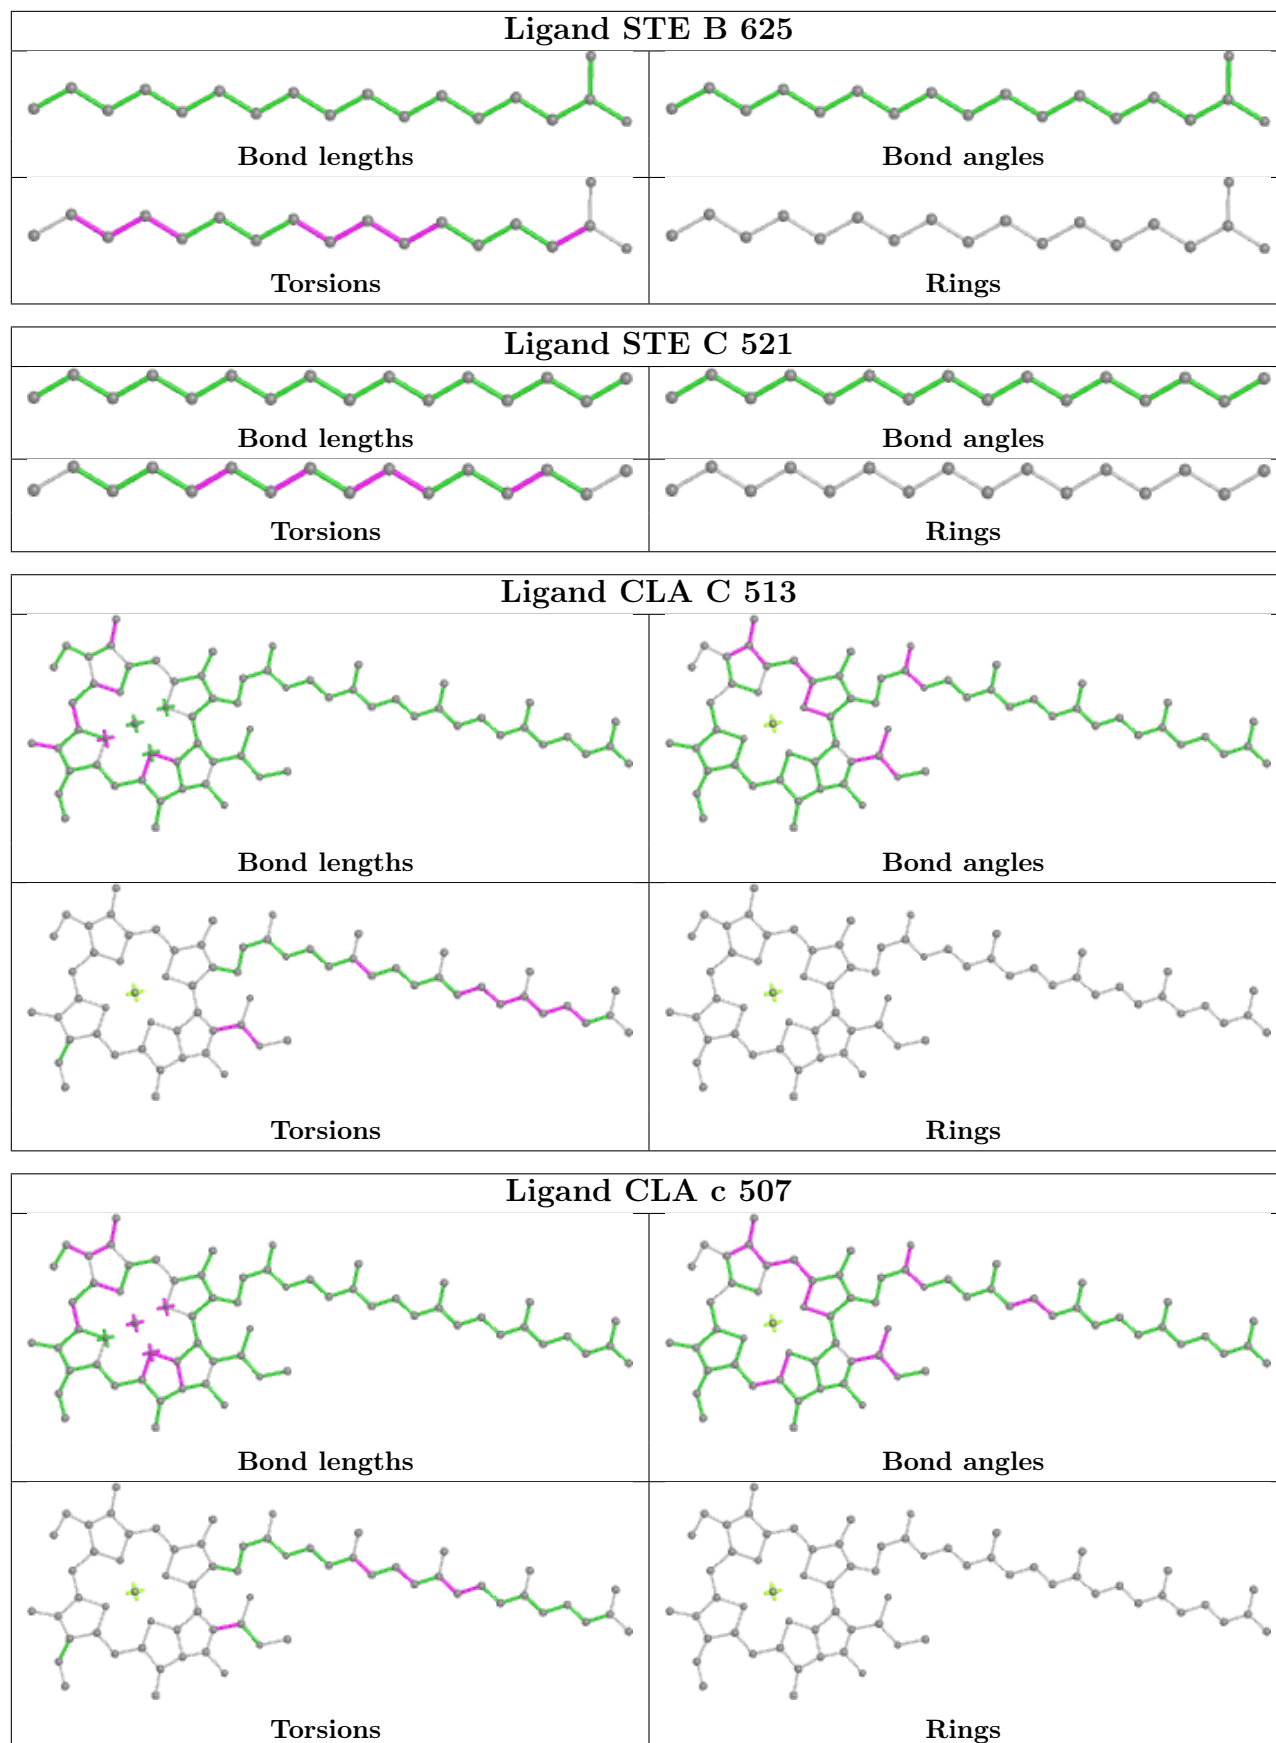 Ligand STE B 625
Bond lengths
Bond angles
Torsions
Rings
Ligand STE C 521
Bond lengths
Bond angles
Torsions
Rings
Ligand CLA C 513
Bond lengths
Bond angles
Torsions
Rings
Ligand CLA c 507
Bond lengths
Bond angles
Torsions
Rings